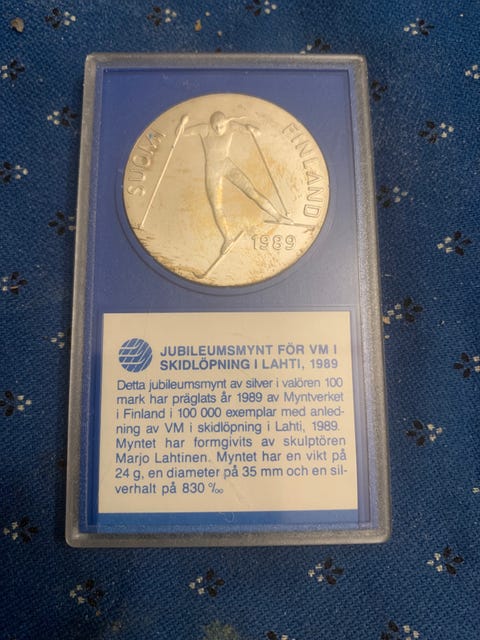 SUOMI FINLAND
1989
JUBILEUMSMYNT FÖR VM I
SKIDLÖPNING I LAHTI, 1989
Detta jubileumsmynt av silver i valören 100
mark har präglats år 1989 av Myntverket
i Finland i 100 000 exemplar med anled-
ning av VM i skidlöpning i Lahti, 1989.
Myntet har formgivits av skulptören
Marjo Lahtinen. Myntet har en vikt på
24 g, en diameter på 35 mm och en sil-
verhalt på 830 ‰